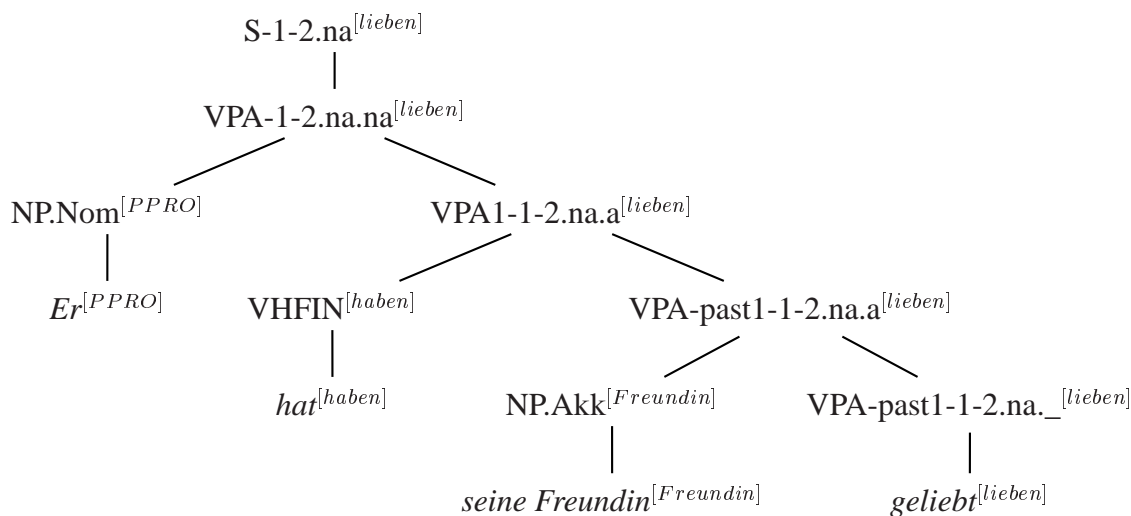 S-1-2.na[lieben]
VPA-1-2.na.na[lieben]
NP.Nom[PPRO] VPA1-1-2.na.a[lieben]
Er[PPRO] VHFIN[haben] VPA-past1-1-2.na.a[lieben]
hat[haben] NP.Akk[Freundin] VPA-past1-1-2.na._[lieben]
seine Freundin[Freundin] geliebt[lieben]